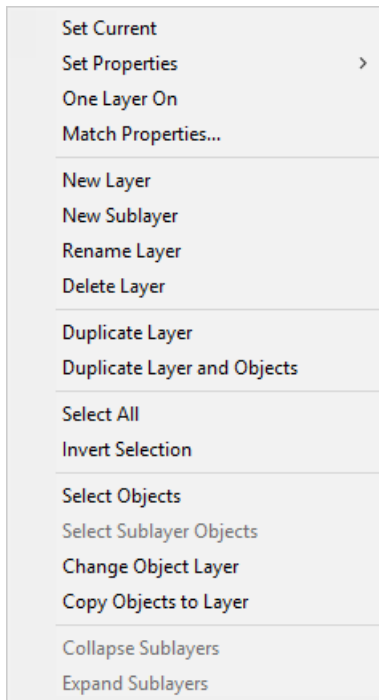 Set Current
Set Properties
One Layer On
Match Properties...
New Layer
New Sublayer
Rename Layer
Delete Layer
Duplicate Layer
Duplicate Layer and Objects
Select All
Invert Selection
Select Objects
Select Sublayer Objects
Change Object Layer
Copy Objects to Layer
Collapse Sublayers
Expand Sublayers